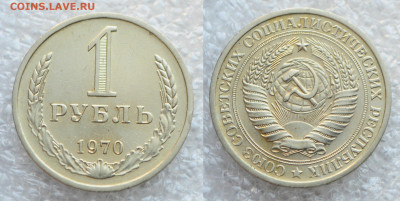 COINS.LAVE.RU
1
РУБЛЬ
1970
СОЮЗ СОВЕТСКИХ СОЦИАЛИСТИЧЕСКИХ РЕСПУБЛИК